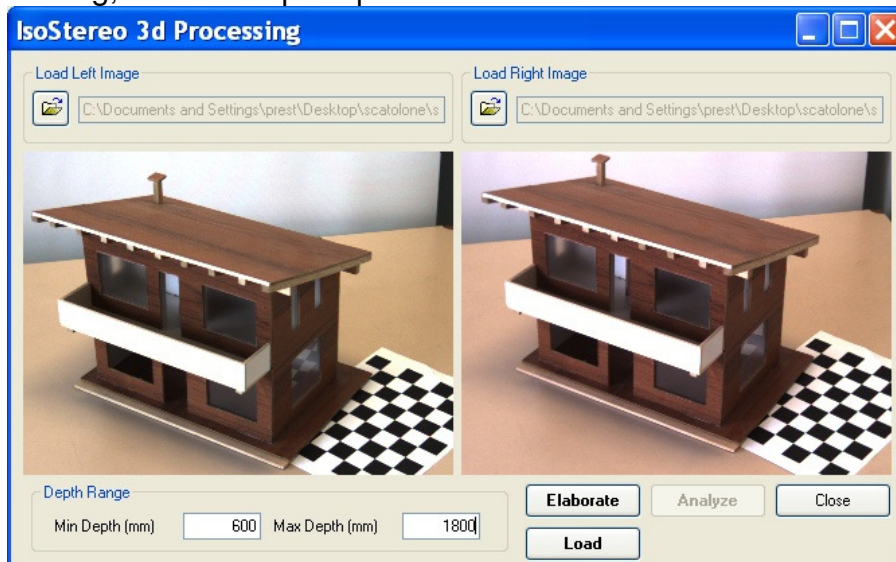 IsoStereo 3d Processing
Load Left Image
Load Right Image
C:\Documents and Settings\prest\Desktop\scatolone\s
C:\Documents and Settings\prest\Desktop\scatolone\s
Depth Range
Min Depth (mm) 600 Max Depth (mm) 1800
Elaborate Analyze Close
Load